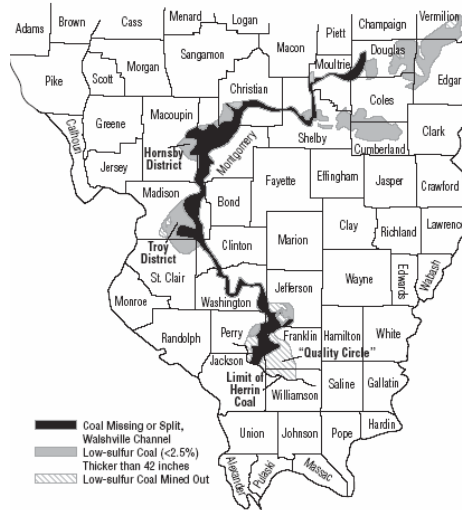 Adams
Brown
Cass
Menard
Logan
Macon
Piett
Champaign
Vermilion
Douglas
Edgar
Pike
Scott
Morgan
Sangamon
Christian
Moultrie
Coles
Calhoun
Greene
Macoupin
Shelby
Clark
Cumberland
Jersey
Hornsby
District
Montgomery
Madison
Bond
Fayette
Effingham
Jasper
Crawford
Troy
District
Clinton
Marion
Clay
Richland
Lawrence
St. Clair
Monroe
Washington
Jefferson
Wayne
Edwards
Wabash
Randolph
Perry
Franklin
Hamilton
White
"Quality Circle"
Jackson
Limit of
Herrin
Coal
Williamson
Saline
Gallatin
Union
Johnson
Pope
Hardin
Alexander
Pulaski
Massac
Coal Missing or Split,
Walshville Channel
Low-sulfur Coal (<2.5%)
Thicker than 42 inches
Low-sulfur Coal Mined Out